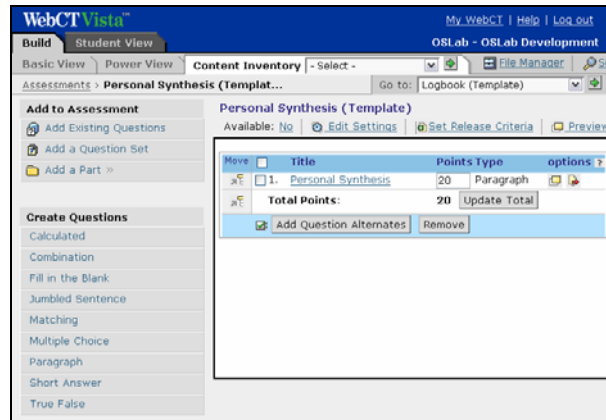 WebCT Vista™
My WebCT | Help | Log out
Build Student View OSLab - OSLab Development
Basic View Power View Content Inventory - Select - File Manager
Assessments > Personal Synthesis (Templat... Go to: Logbook (Template)
Add to Assessment
Add Existing Questions
Add a Question Set
Add a Part »
Create Questions
Calculated
Combination
Fill in the Blank
Jumbled Sentence
Matching
Multiple Choice
Paragraph
Short Answer
True False
Personal Synthesis (Template)
Available: No | Edit Settings | Set Release Criteria | Preview
Move Title Points Type options ?
1. Personal Synthesis 20 Paragraph
Total Points: 20 Update Total
Add Question Alternates Remove